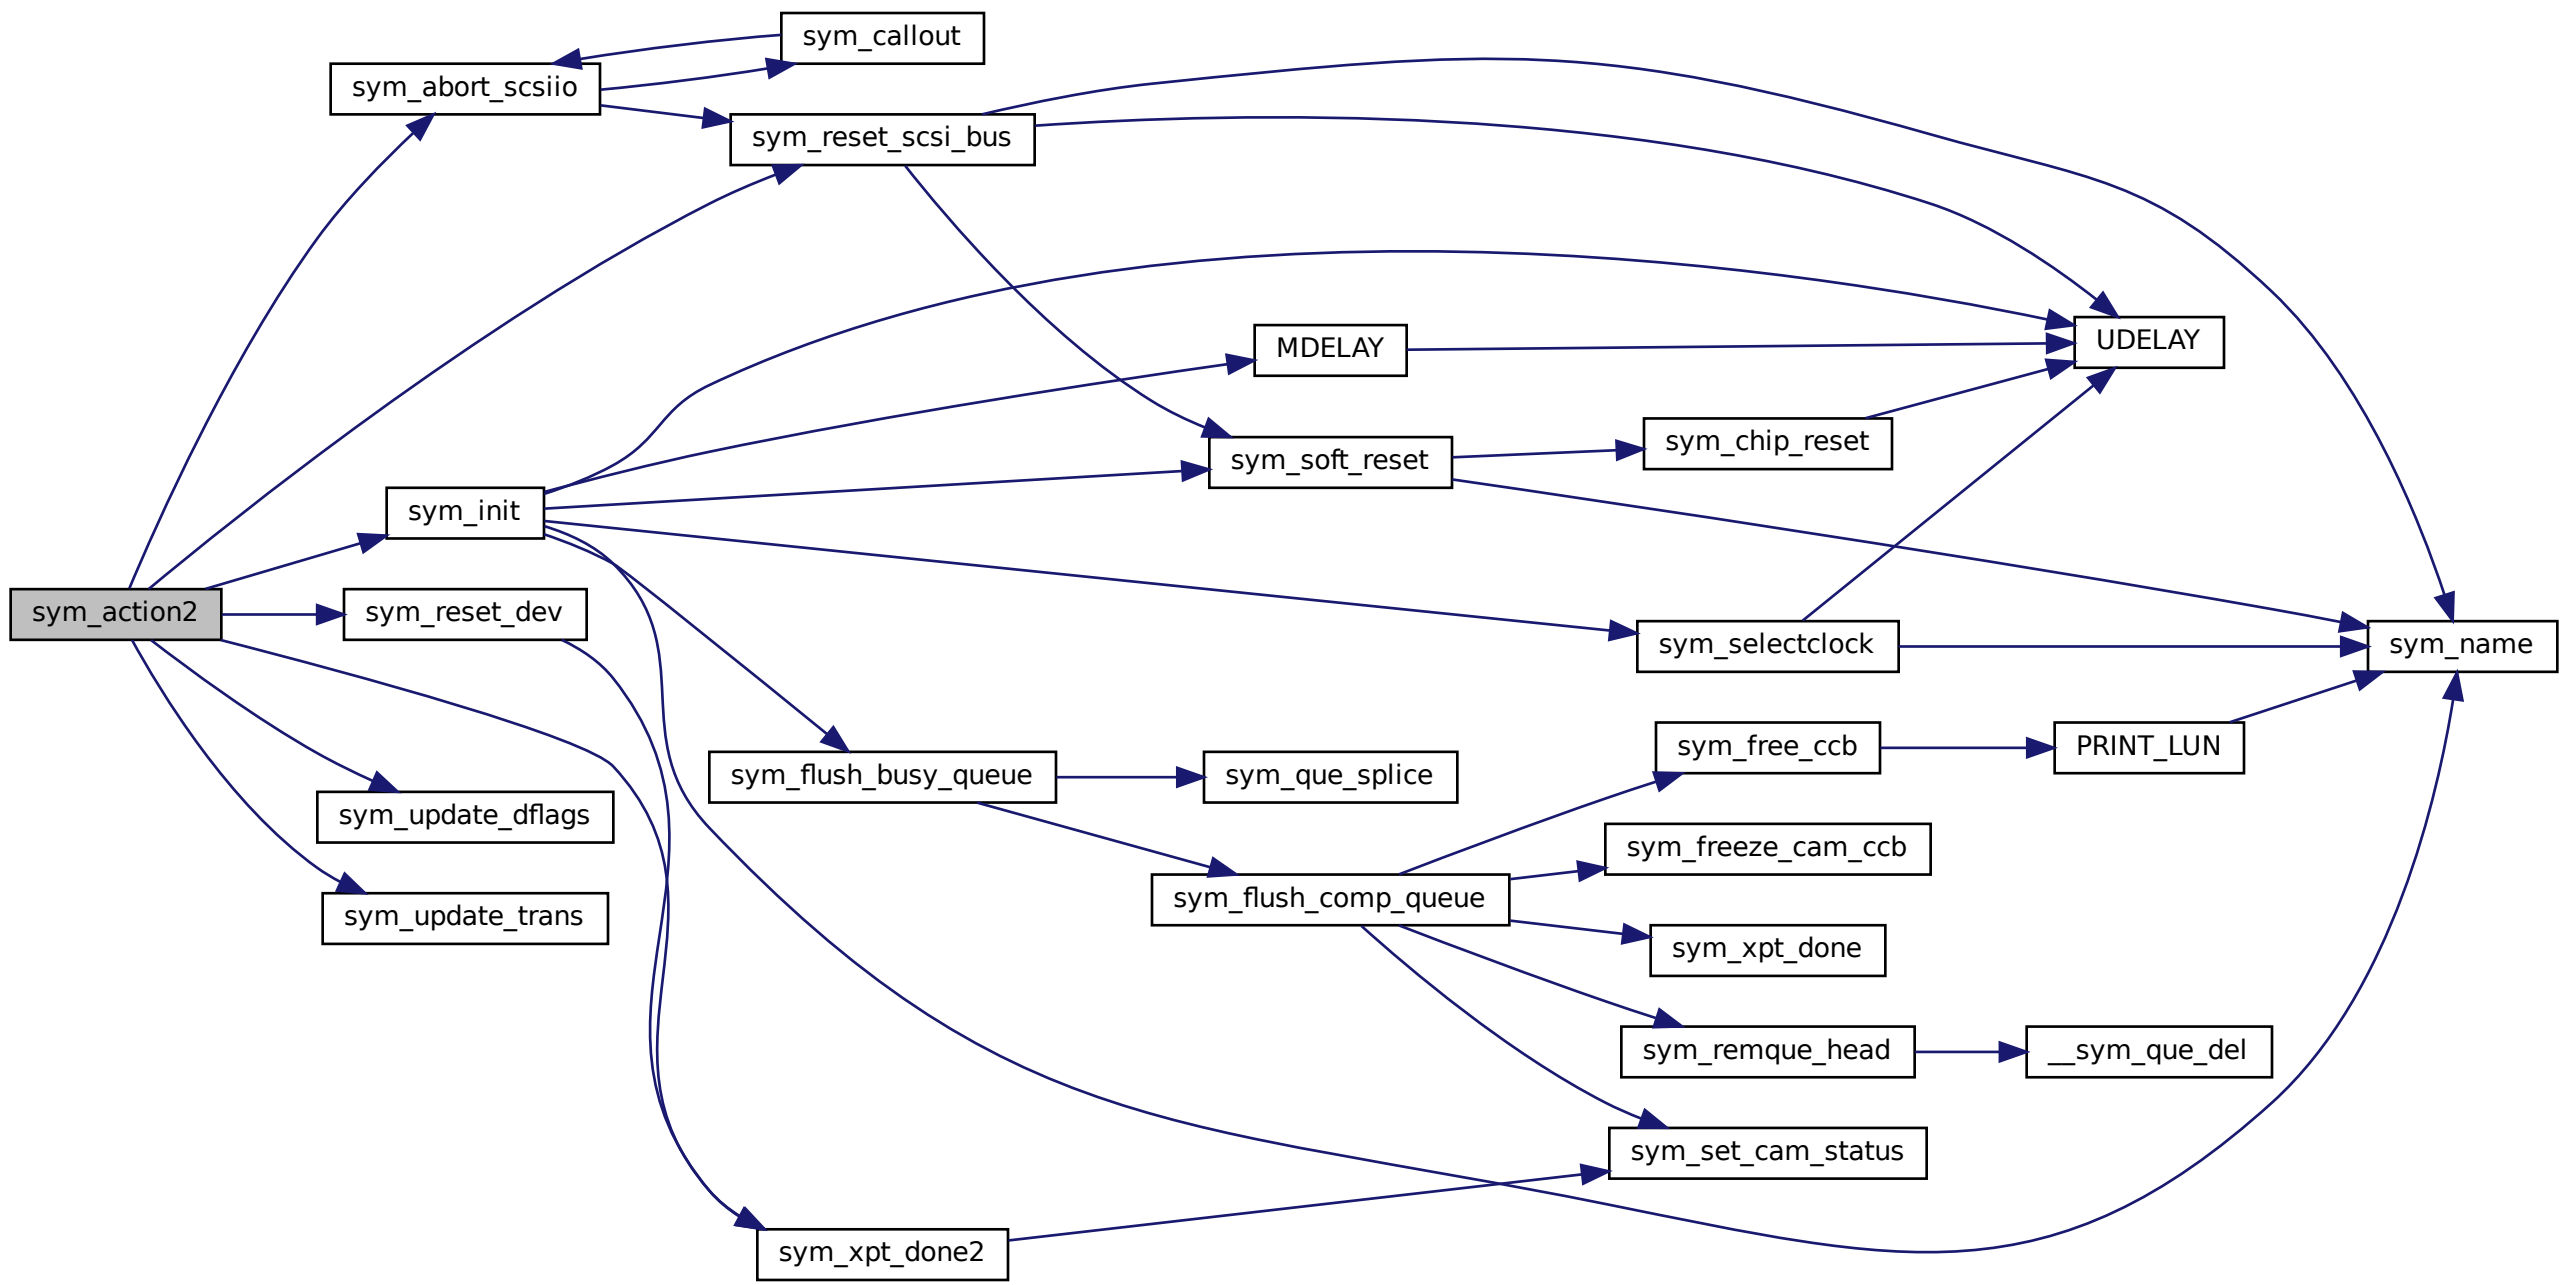 sym_callout
sym_abort_scsiio
sym_reset_scsi_bus
UDELAY
MDELAY
sym_chip_reset
sym_soft_reset
sym_init
sym_action2
sym_reset_dev
sym_selectclock
sym_name
sym_free_ccb
PRINT_LUN
sym_flush_busy_queue
sym_que_splice
sym_update_dflags
sym_freeze_cam_ccb
sym_flush_comp_queue
sym_update_trans
sym_xpt_done
sym_remque_head
__sym_que_del
sym_set_cam_status
sym_xpt_done2